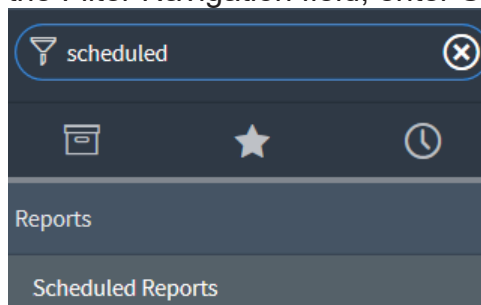 the Filter Navigation field, enter
scheduled
Reports
Scheduled Reports